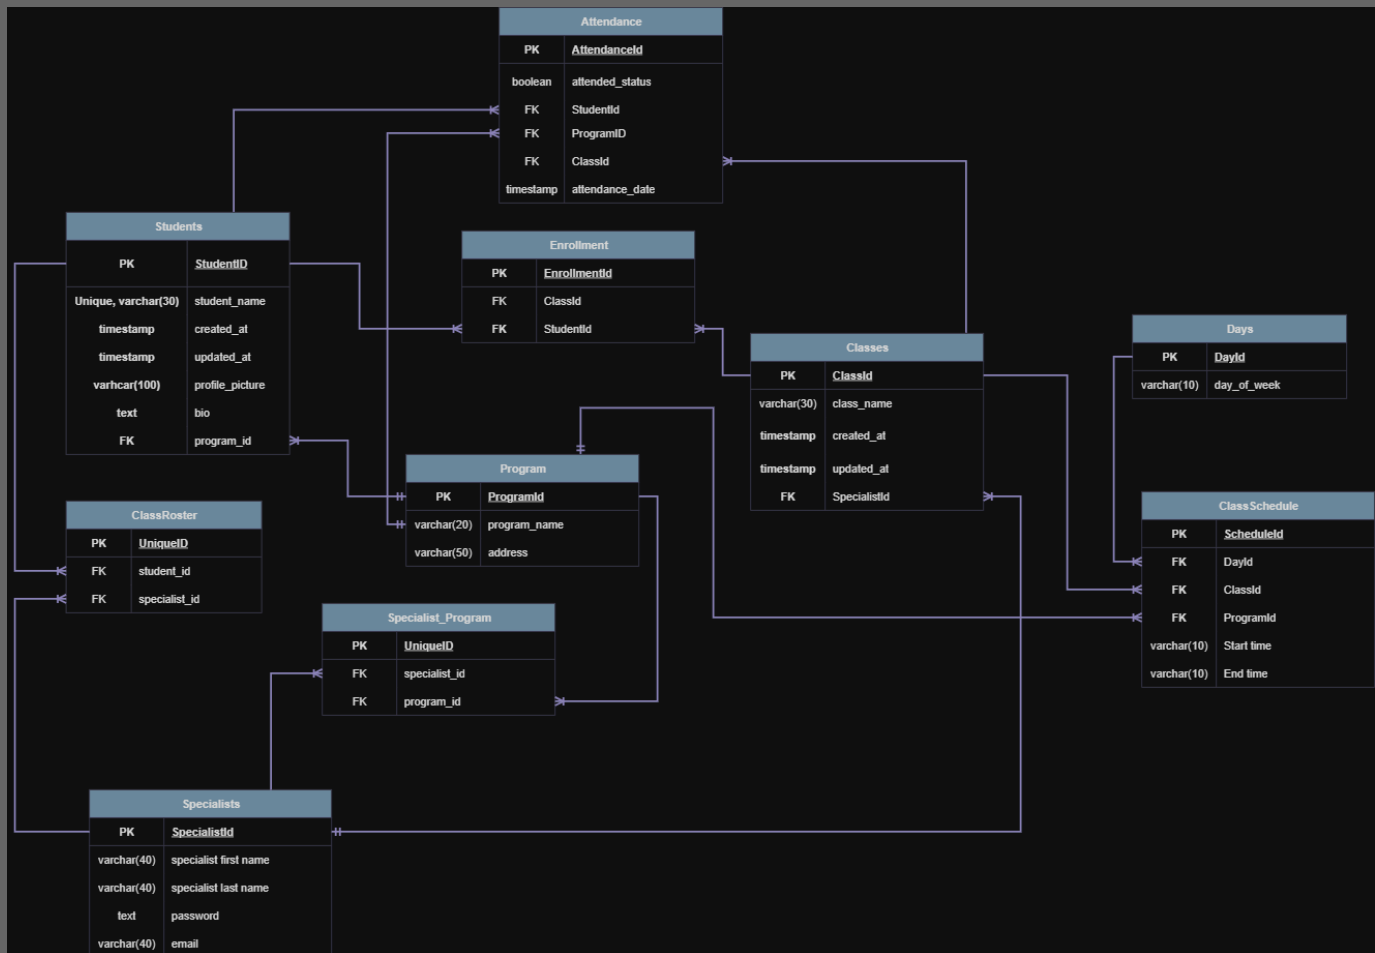 Attendance
PK AttendanceId
boolean attended_status
FK StudentId
FK ProgramID
FK ClassId
timestamp attendance_date
Students
PK StudentID
Unique, varchar(30) student_name
timestamp created_at
timestamp updated_at
varhcar(100) profile_picture
text bio
FK program_id
Enrollment
PK EnrollmentId
FK ClassId
FK StudentId
Classes
PK ClassId
varchar(30) class_name
timestamp created_at
timestamp updated_at
FK SpecialistId
Days
PK DayId
varchar(10) day_of_week
Program
PK ProgramId
varchar(20) program_name
varchar(50) address
ClassRoster
PK UniqueID
FK student_id
FK specialist_id
ClassSchedule
PK ScheduleId
FK DayId
FK ClassId
FK ProgramId
varchar(10) Start time
varchar(10) End time
Specialist_Program
PK UniqueID
FK specialist_id
FK program_id
Specialists
PK SpecialistId
varchar(40) specialist first name
varchar(40) specialist last name
text password
varchar(40) email